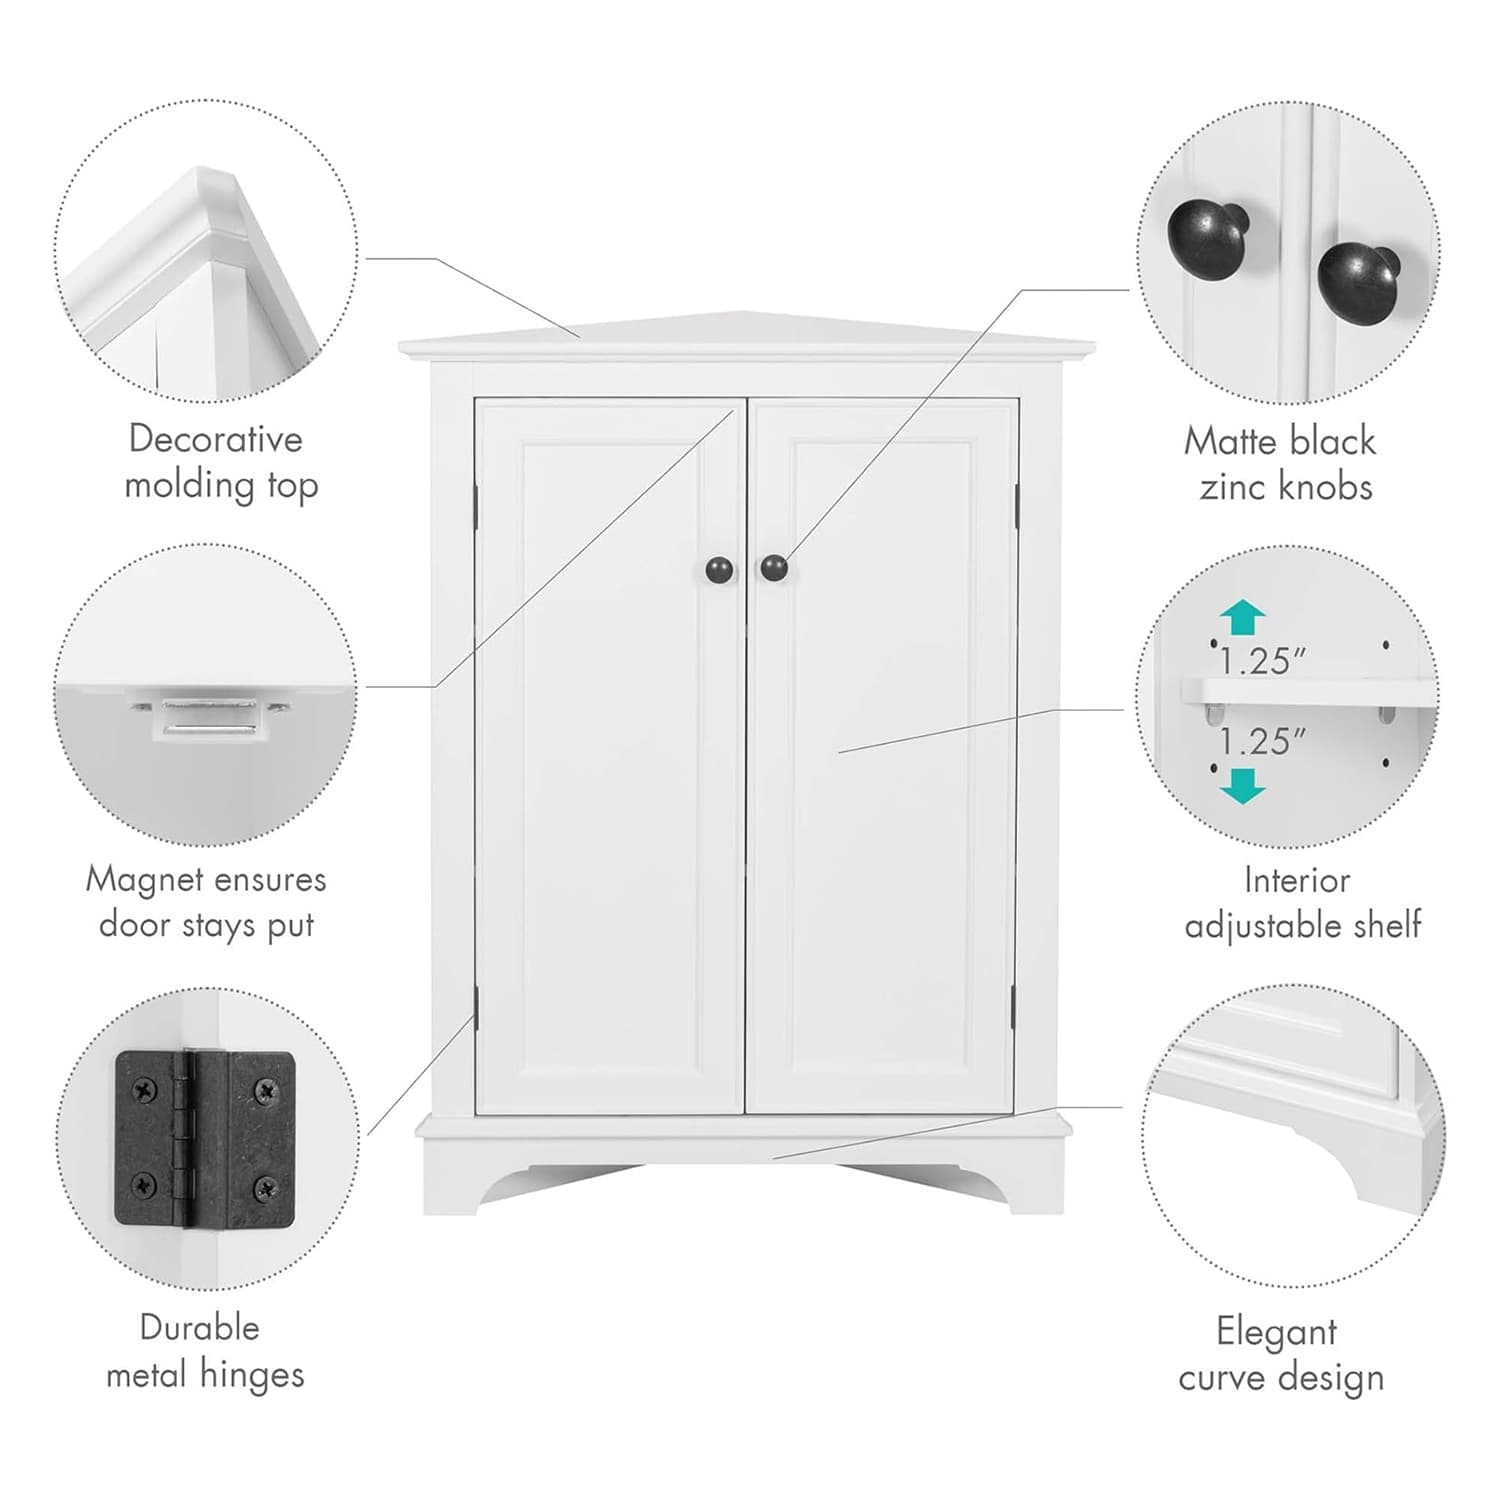 Decorative
molding top
Matte black
zinc knobs
Magnet ensures
door stays put
1.25"
1.25"
Interior
adjustable shelf
Durable
metal hinges
Elegant
curve design